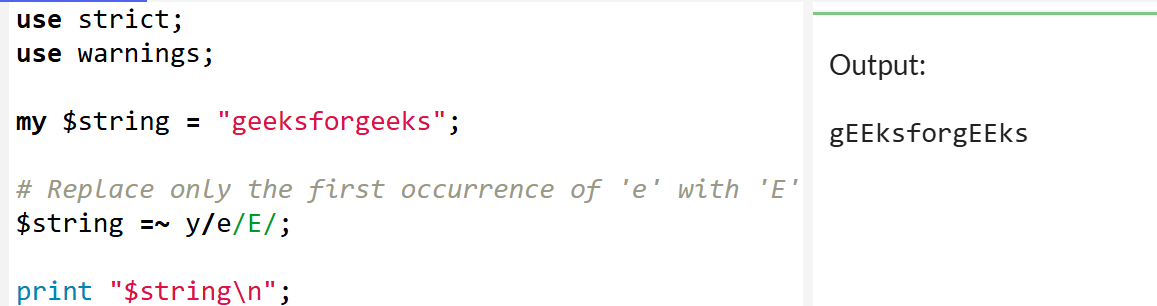 use strict;
use warnings;
my $string = "geeksforgeeks";
# Replace only the first occurrence of 'e' with 'E'
$string =~ y/e/E/;
print "$string\n";
Output:
gEEksforgEEks